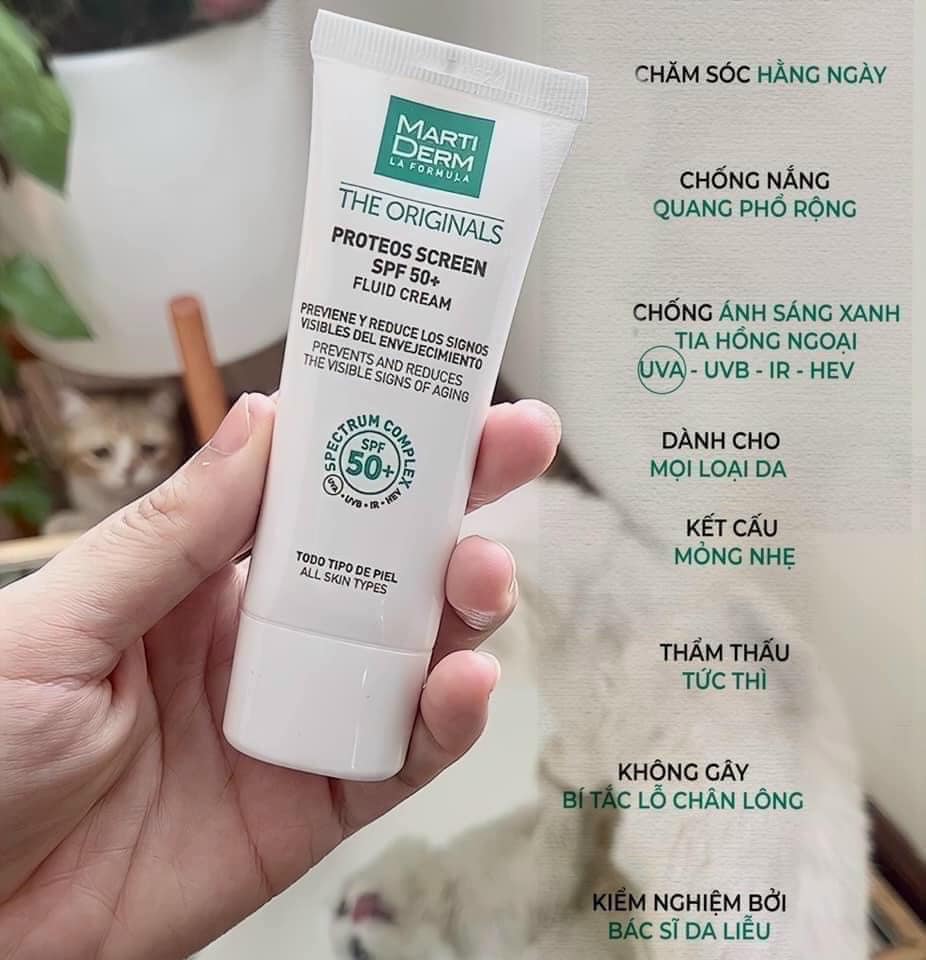 MARTI
DERM
LA FORMULA
THE ORIGINALS
PROTEOS SCREEN
SPF 50+
FLUID CREAM
PREVIENE Y REDUCE LOS SIGNOS
VISIBLES DEL ENVEJECIMIENTO
PREVENTS AND REDUCES
THE VISIBLE SIGNS OF AGING
SPECTRUM COMPLEX
SPF
50+
UVA • UVB • IR • HEV
TODO TIPO DE PIEL
ALL SKIN TYPES
CHĂM SÓC HẰNG NGÀY
CHỐNG NẮNG
QUANG PHỔ RỘNG
CHỐNG ÁNH SÁNG XANH
TIA HỒNG NGOẠI
UVA - UVB - IR - HEV
DÀNH CHO
MỌI LOẠI DA
KẾT CẤU
MỎNG NHẸ
THẨM THẤU
TỨC THÌ
KHÔNG GÂY
BÍ TẮC LỖ CHÂN LÔNG
KIỂM NGHIỆM BỞI
BÁC SĨ DA LIỄU